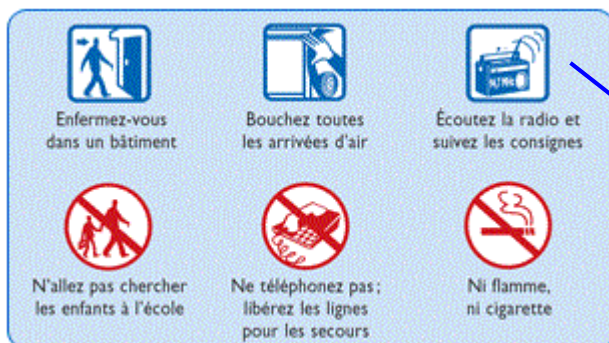 Enfermez-vous
dans un bâtiment
Bouchez toutes
les arrivées d'air
Écoutez la radio et
suivez les consignes
N'allez pas chercher
les enfants à l'école
Ne téléphonez pas ;
libérez les lignes
pour les secours
Ni flamme,
ni cigarette